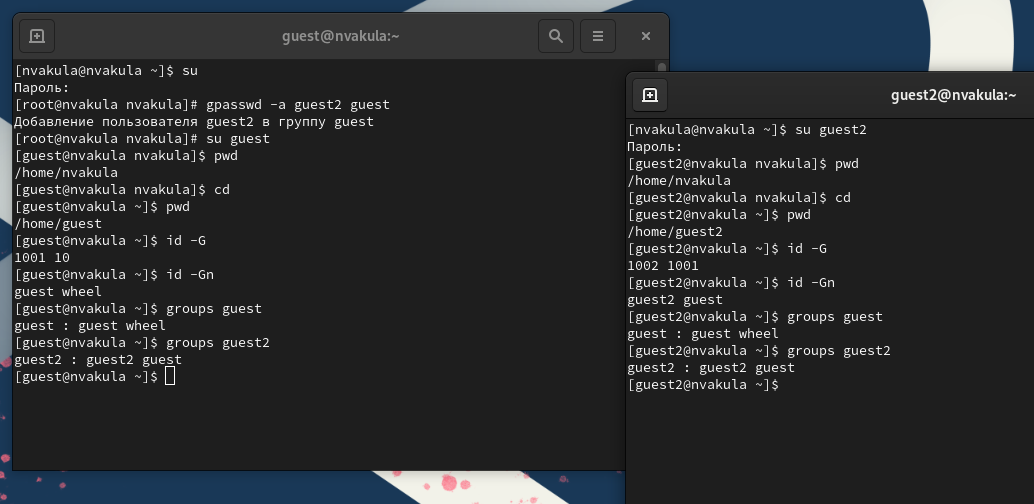 guest@nvakula:~
[nvakula@nvakula ~]$ su
Пароль:
[root@nvakula nvakula]# gpasswd -a guest2 guest
Добавление пользователя guest2 в группу guest
[root@nvakula nvakula]# su guest
[guest@nvakula nvakula]$ pwd
/home/nvakula
[guest@nvakula nvakula]$ cd
[guest@nvakula ~]$ pwd
/home/guest
[guest@nvakula ~]$ id -G
1001 10
[guest@nvakula ~]$ id -Gn
guest wheel
[guest@nvakula ~]$ groups guest
guest : guest wheel
[guest@nvakula ~]$ groups guest2
guest2 : guest2 guest
[guest@nvakula ~]$
guest2@nvakula:~
[nvakula@nvakula ~]$ su guest2
Пароль:
[guest2@nvakula nvakula]$ pwd
/home/nvakula
[guest2@nvakula nvakula]$ cd
[guest2@nvakula ~]$ pwd
/home/guest2
[guest2@nvakula ~]$ id -G
1002 1001
[guest2@nvakula ~]$ id -Gn
guest2 guest
[guest2@nvakula ~]$ groups guest
guest : guest wheel
[guest2@nvakula ~]$ groups guest2
guest2 : guest2 guest
[guest2@nvakula ~]$